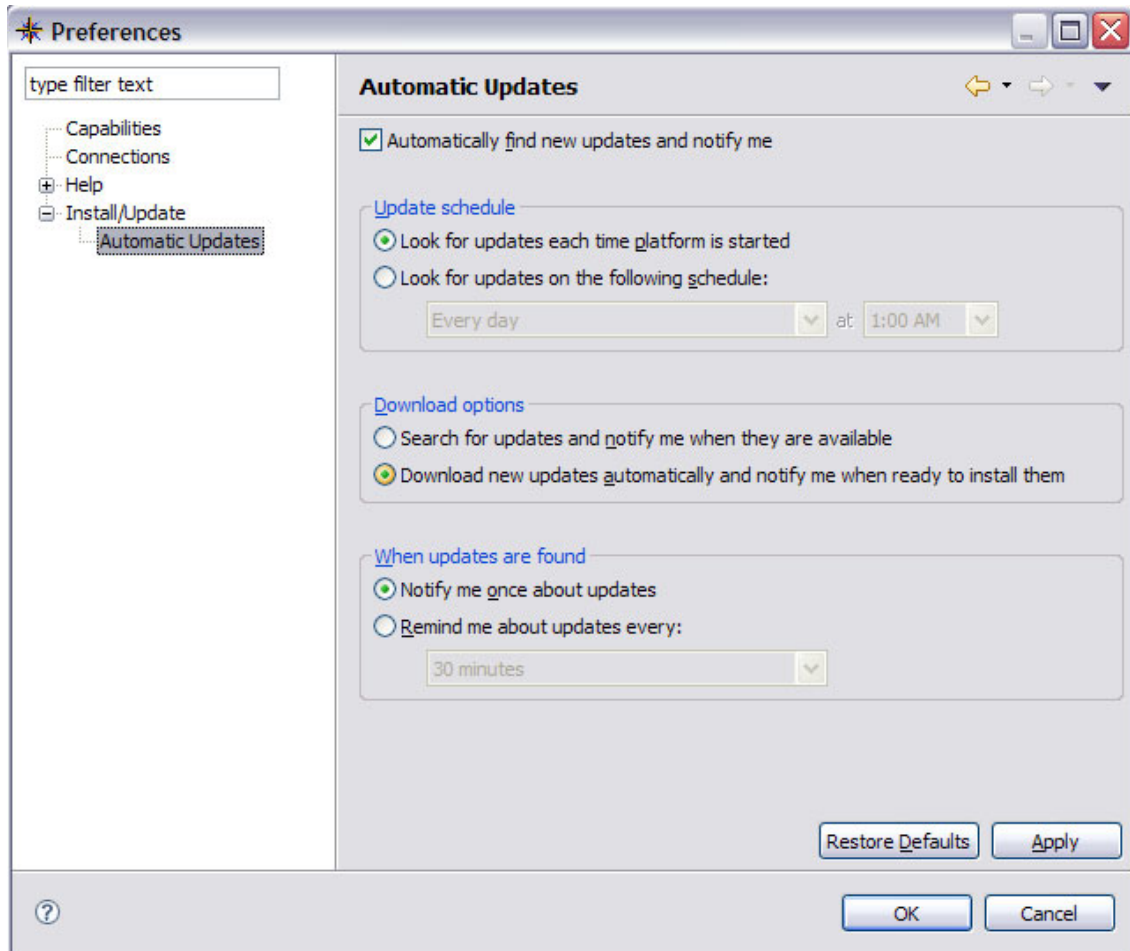 Preferences
type filter text
Capabilities
Connections
Help
Install/Update
Automatic Updates
Automatic Updates
Automatically find new updates and notify me
Update schedule
Look for updates each time platform is started
Look for updates on the following schedule:
Every day at 1:00 AM
Download options
Search for updates and notify me when they are available
Download new updates automatically and notify me when ready to install them
When updates are found
Notify me once about updates
Remind me about updates every:
30 minutes
Restore Defaults Apply
? OK Cancel